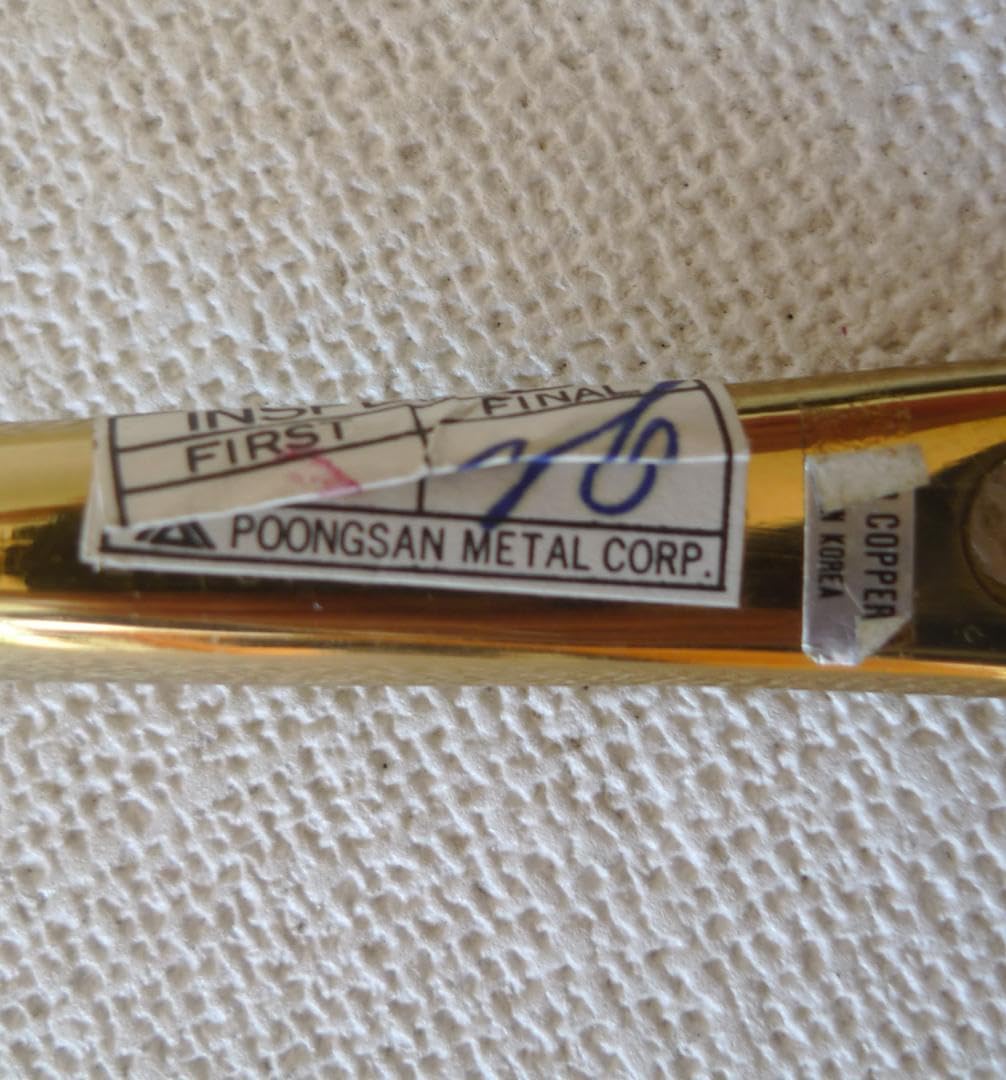 FINAL
FIRST
POONGSAN METAL CORP.
COPPER
KOREA